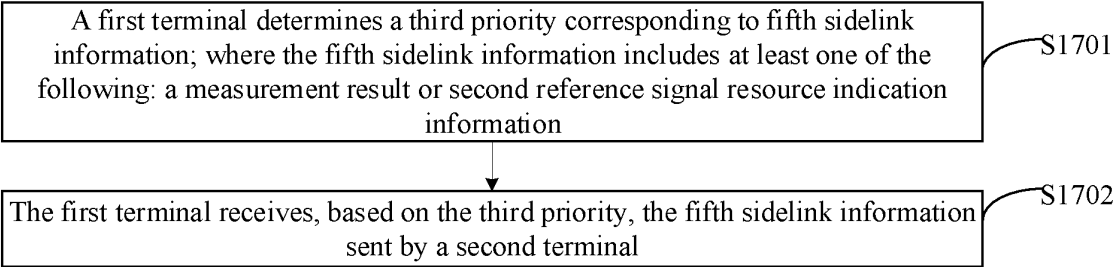 A first terminal determines a third priority corresponding to fifth sidelink
information; where the fifth sidelink information includes at least one of the
following: a measurement result or second reference signal resource indication
information
S1701
The first terminal receives, based on the third priority, the fifth sidelink information
sent by a second terminal
S1702